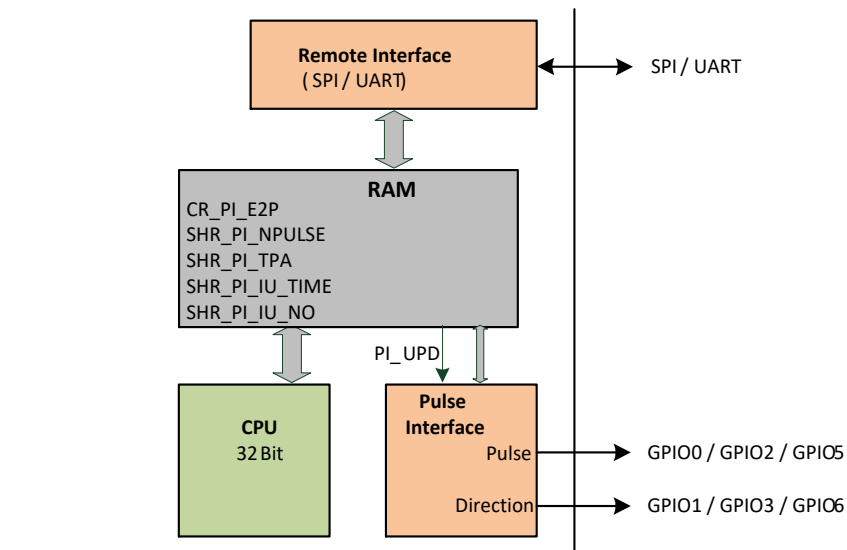 Remote Interface
( SPI / UART)
SPI / UART
RAM
CR_PI_E2P
SHR_PI_NPULSE
SHR_PI_TPA
SHR_PI_IU_TIME
SHR_PI_IU_NO
PI_UPD
CPU
32 Bit
Pulse
Interface
Pulse
GPIO0 / GPIO2 / GPIO5
Direction
GPIO1 / GPIO3 / GPIO6